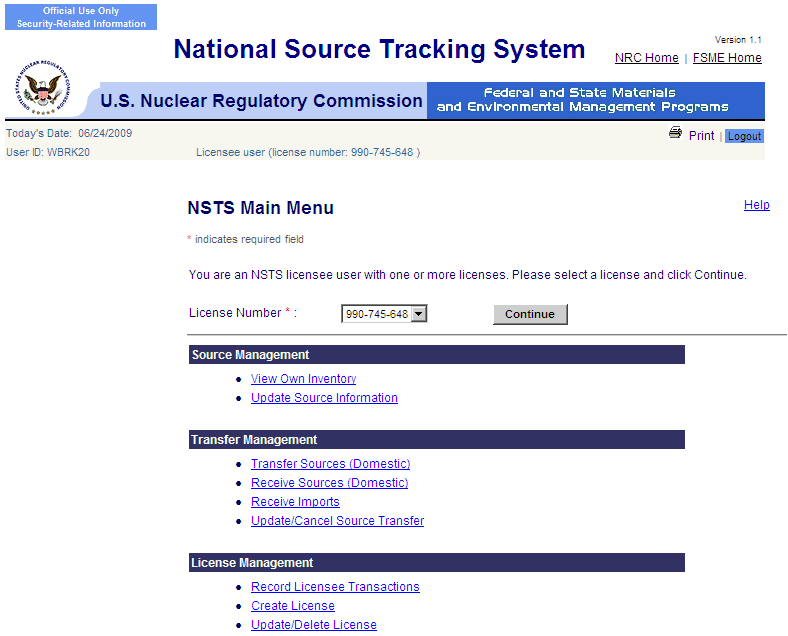 Official Use Only
Security-Related Information
National Source Tracking System
Version 1.1
NRC Home | FSME Home
UNITED STATES NUCLEAR REGULATORY COMMISSION
U.S. Nuclear Regulatory Commission
Federal and State Materials
and Environmental Management Programs
Today's Date: 06/24/2009
Print | Logout
User ID: WBRK20 Licensee user (license number: 990-745-648 )
NSTS Main Menu
Help
* indicates required field
You are an NSTS licensee user with one or more licenses. Please select a license and click Continue.
License Number * : 990-745-648 Continue
Source Management
• View Own Inventory
• Update Source Information
Transfer Management
• Transfer Sources (Domestic)
• Receive Sources (Domestic)
• Receive Imports
• Update/Cancel Source Transfer
License Management
• Record Licensee Transactions
• Create License
• Update/Delete License